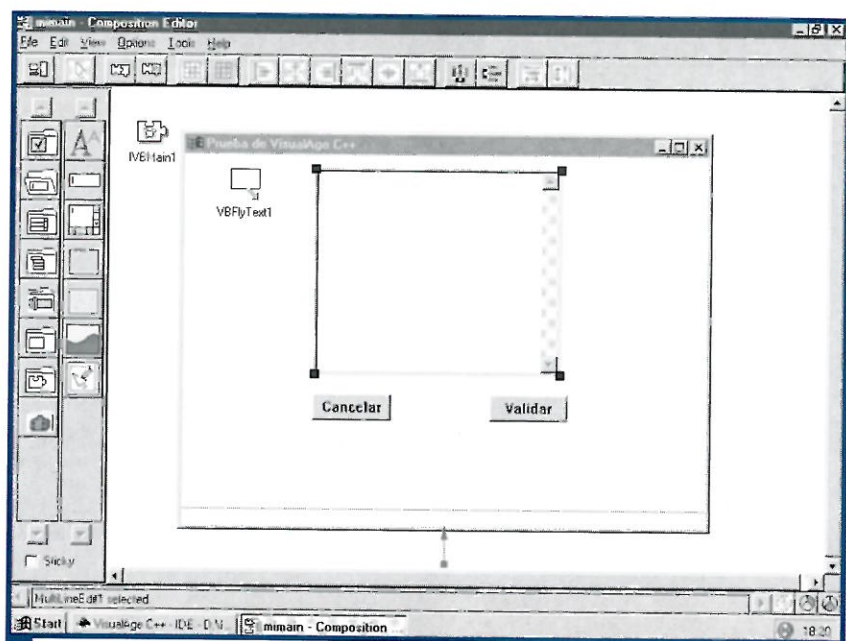 mimain - Composition Editor
File Edit View Options Tools Help
IVBMain1
Prueba de VisualAge C++
VBFlyText1
Cancelar
Validar
Sticky
MultiLineEdit1 selected
Start
VisualAge C++ - IDE -
mimain - Composition ...
18:20